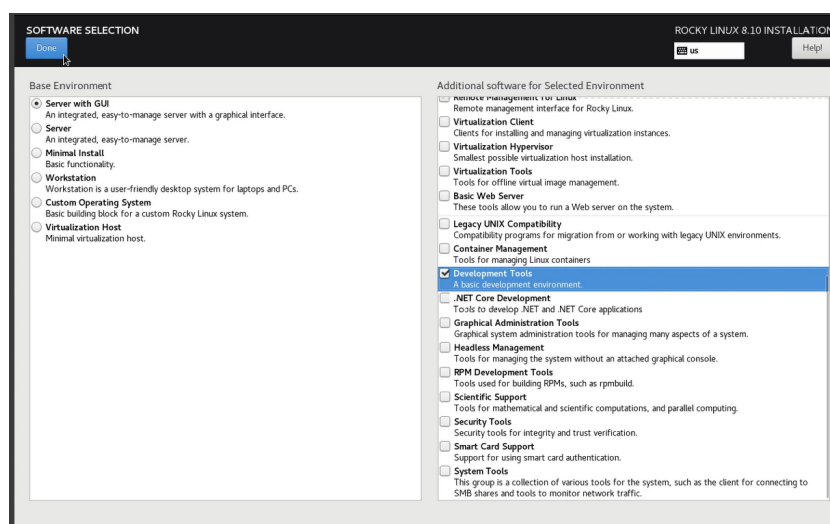 SOFTWARE SELECTION
Done
ROCKY LINUX 8.10 INSTALLATION
us
Help!
Base Environment
Server with GUI
An integrated, easy-to-manage server with a graphical interface.
Server
An integrated, easy-to-manage server.
Minimal Install
Basic functionality.
Workstation
Workstation is a user-friendly desktop system for laptops and PCs.
Custom Operating System
Basic building block for a custom Rocky Linux system.
Virtualization Host
Minimal virtualization host.
Additional software for Selected Environment
Remote Management for Linux
Remote management interface for Rocky Linux.
Virtualization Client
Clients for installing and managing virtualization instances.
Virtualization Hypervisor
Smallest possible virtualization host installation.
Virtualization Tools
Tools for offline virtual image management.
Basic Web Server
These tools allow you to run a Web server on the system.
Legacy UNIX Compatibility
Compatibility programs for migration from or working with legacy UNIX environments.
Container Management
Tools for managing Linux containers
Development Tools
A basic development environment.
.NET Core Development
Tools to develop .NET and .NET Core applications
Graphical Administration Tools
Graphical system administration tools for managing many aspects of a system.
Headless Management
Tools for managing the system without an attached graphical console.
RPM Development Tools
Tools used for building RPMs, such as rpmbuild.
Scientific Support
Tools for mathematical and scientific computations, and parallel computing.
Security Tools
Security tools for integrity and trust verification.
Smart Card Support
Support for using smart card authentication.
System Tools
This group is a collection of various tools for the system, such as the client for connecting to
SMB shares and tools to monitor network traffic.